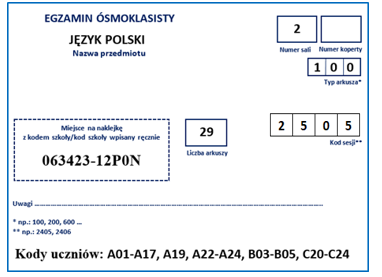 EGZAMIN ÓSMOKLASISTY
JĘZYK POLSKI
Nazwa przedmiotu
2
Numer sali
Numer koperty
1 0 0
Typ arkusza*
Miejsce na naklejkę
z kodem szkoły/kod szkoły wpisany ręcznie
063423-12P0N
29
Liczba arkuszy
2 5 0 5
Kod sesji**
Uwagi
* np.: 100, 200, 600 ...
** np.: 2405, 2406
Kody uczniów: A01-A17, A19, A22-A24, B03-B05, C20-C24